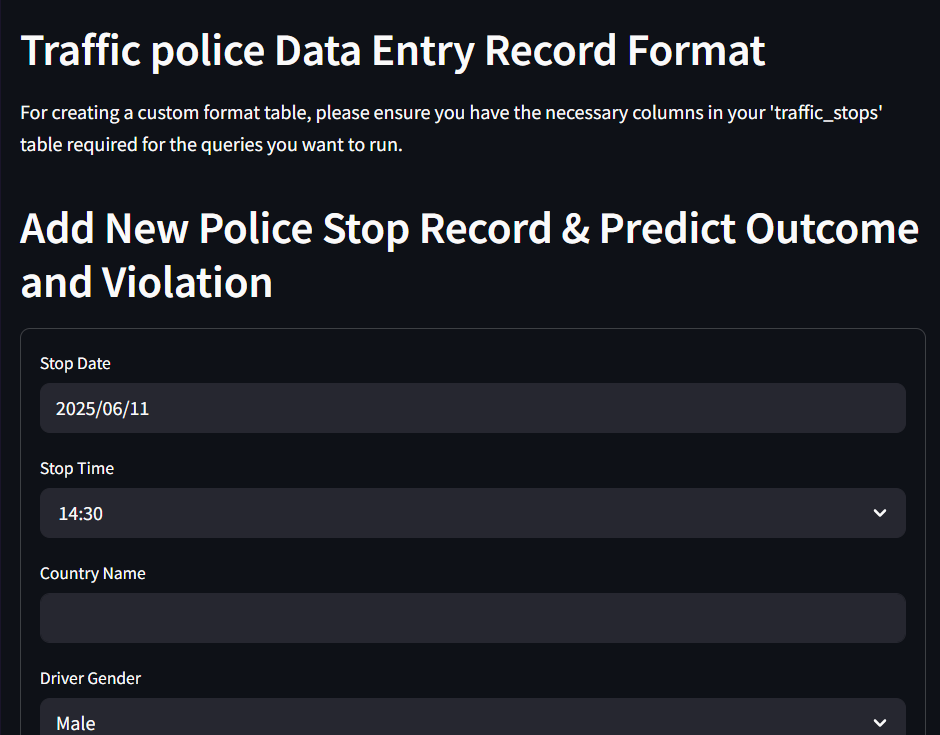 Traffic police Data Entry Record Format
For creating a custom format table, please ensure you have the necessary columns in your 'traffic_stops'
table required for the queries you want to run.
Add New Police Stop Record & Predict Outcome
and Violation
Stop Date
2025/06/11
Stop Time
14:30
Country Name
Driver Gender
Male